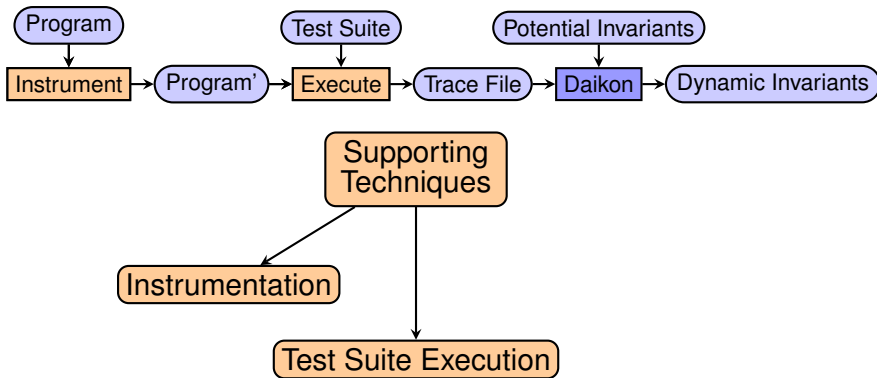 Program
Test Suite
Potential Invariants
Instrument
Program'
Execute
Trace File
Daikon
Dynamic Invariants
Supporting
Techniques
Instrumentation
Test Suite Execution